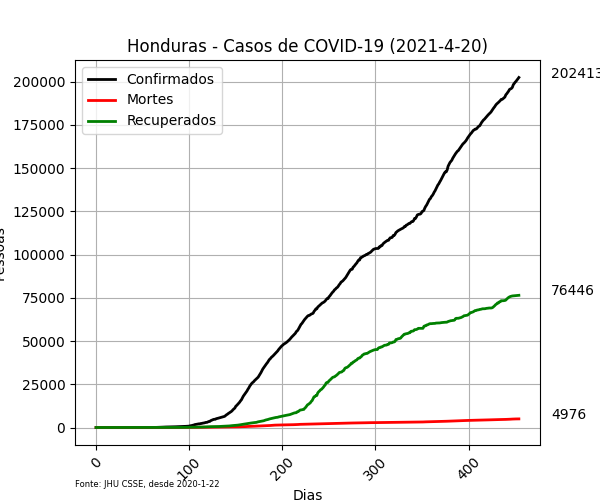 Honduras - Casos de COVID-19 (2021-4-20)
Confirmados
Mortes
Recuperados
200000
175000
150000
125000
100000
75000
50000
25000
0
202413
76446
4976
0
100
200
300
400
Dias
Fonte: JHU CSSE, desde 2020-1-22